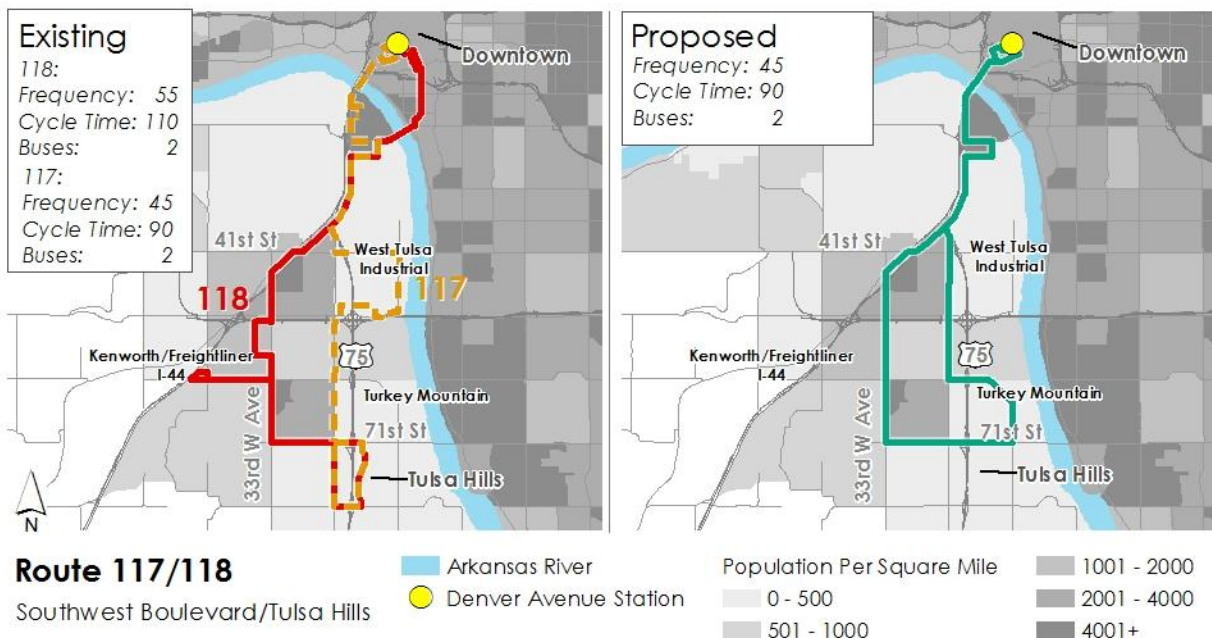 Existing
118:
Frequency: 55
Cycle Time: 110
Buses: 2
117:
Frequency: 45
Cycle Time: 90
Buses: 2
Downtown
41st St
West Tulsa
Industrial
118
117
Kenworth/Freightliner
I-44
75
Turkey Mountain
33rd W Ave
71st St
Tulsa Hills
N
Proposed
Frequency: 45
Cycle Time: 90
Buses: 2
Downtown
41st St
West Tulsa
Industrial
Kenworth/Freightliner
I-44
75
Turkey Mountain
33rd W Ave
71st St
Tulsa Hills
Route 117/118
Southwest Boulevard/Tulsa Hills
Arkansas River
Denver Avenue Station
Population Per Square Mile
0 - 500
501 - 1000
1001 - 2000
2001 - 4000
4001+